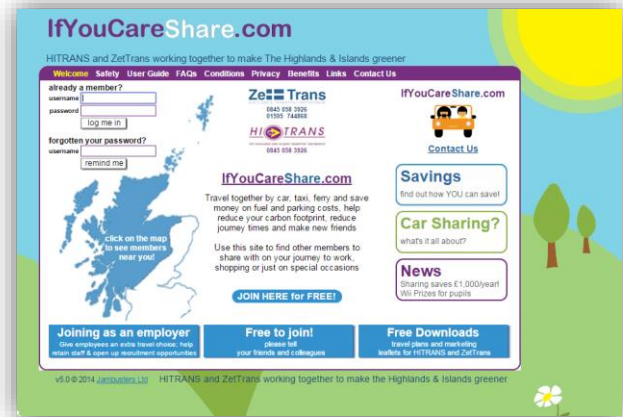 IfYouCareShare.com
HITRANS and ZetTrans working together to make The Highlands & Islands greener
Welcome Safety User Guide FAQs Conditions Privacy Benefits Links Contact Us
already a member?
username
password
log me in
forgotten your password?
username
remind me
click on the map
to see members
near you!
Ze Trans
0845 058 3926
01595 744868
HI TRANS
0845 058 3926
IfYouCareShare.com
Travel together by car, taxi, ferry and save
money on fuel and parking costs, help
reduce your carbon footprint, reduce
journey times and make new friends
Use this site to find other members to
share with on your journey to work,
shopping or just on special occasions
JOIN HERE for FREE!
IfYouCareShare.com
Contact Us
Savings
find out how YOU can save!
Car Sharing?
what's it all about?
News
Sharing saves £1,000/year!
Wii Prizes for pupils
Joining as an employer
Give employees an extra travel choice; help
retain staff & open up recruitment opportunities
Free to join!
please tell
your friends and colleagues
Free Downloads
travel plans and marketing
leaflets for HITRANS and ZetTrans
v5.0 © 2014 Jambusters Ltd HITRANS and ZetTrans working together to make the Highlands & Islands greener